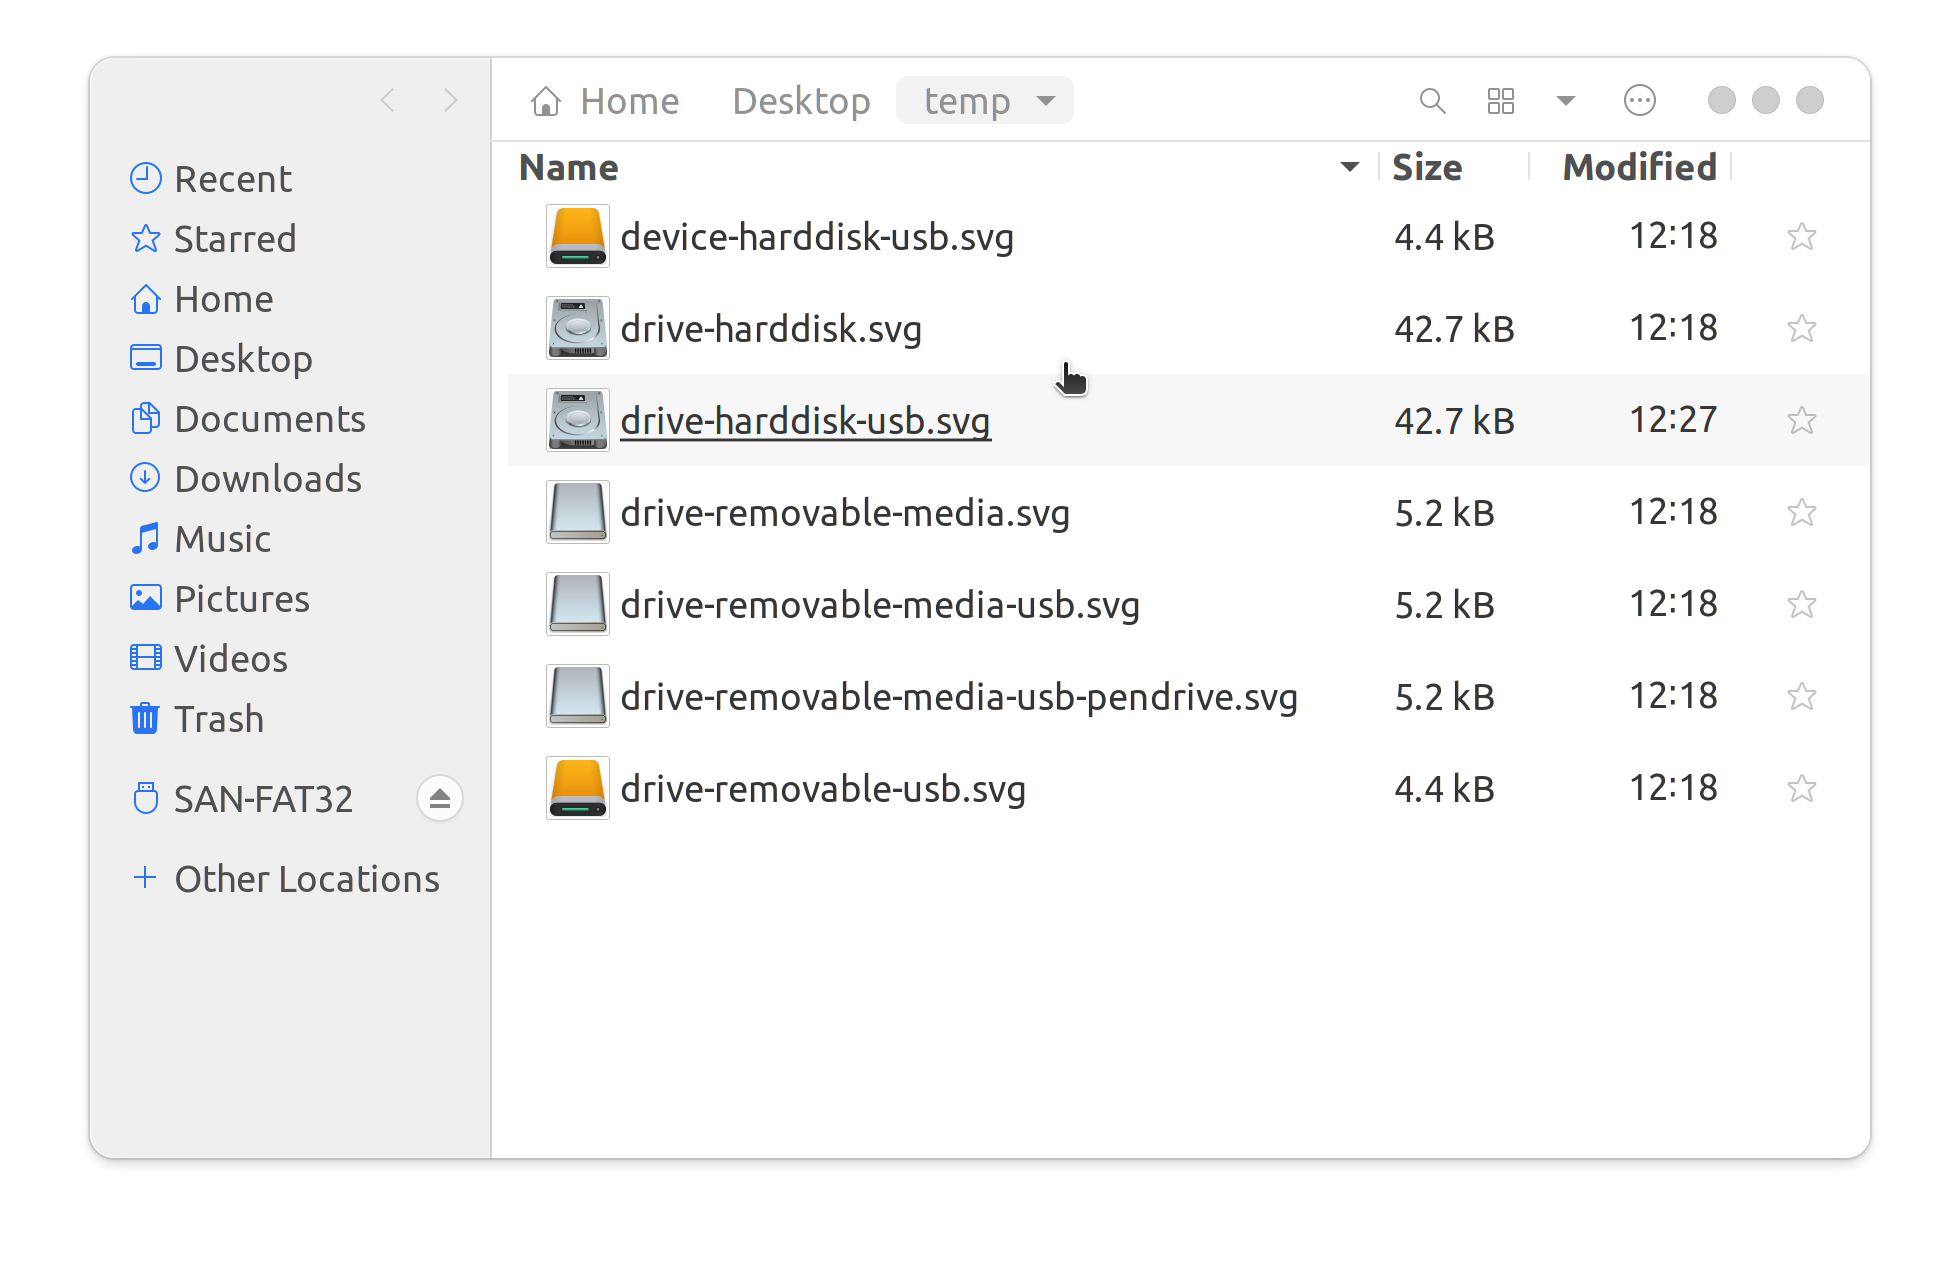 Home Desktop temp
Recent
Starred
Home
Desktop
Documents
Downloads
Music
Pictures
Videos
Trash
SAN-FAT32
Other Locations
Name Size Modified
device-harddisk-usb.svg 4.4 kB 12:18
drive-harddisk.svg 42.7 kB 12:18
drive-harddisk-usb.svg 42.7 kB 12:27
drive-removable-media.svg 5.2 kB 12:18
drive-removable-media-usb.svg 5.2 kB 12:18
drive-removable-media-usb-pendrive.svg 5.2 kB 12:18
drive-removable-usb.svg 4.4 kB 12:18